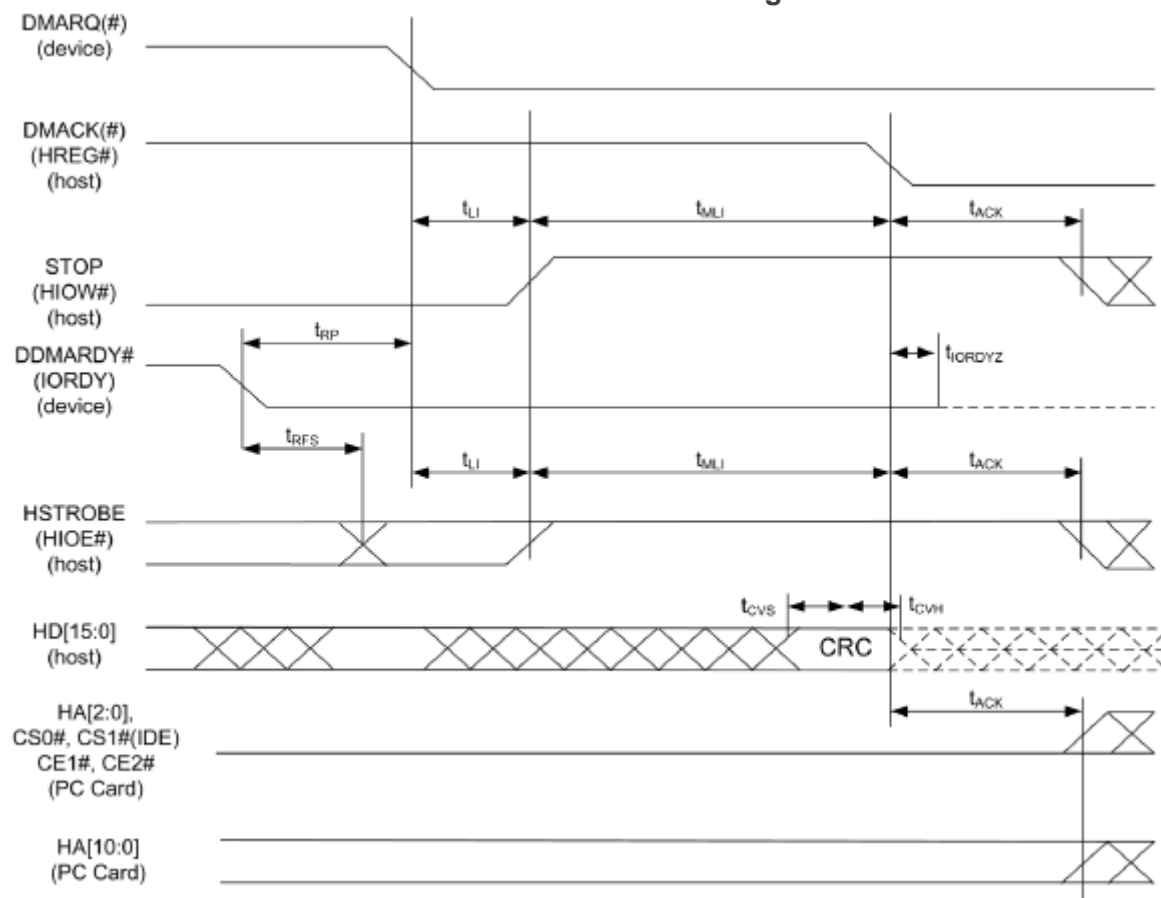 DMARQ(#)
(device)
DMACK(#)
(HREG#)
(host)
tLI
tMLI
tACK
STOP
(HIOW#)
(host)
tRP
DDMARDY#
(IORDY)
(device)
tIORDYZ
tRFS
tLI
tMLI
tACK
HSTROBE
(HIOE#)
(host)
tCVS
tCVH
HD[15:0]
(host)
CRC
tACK
HA[2:0],
CS0#, CS1#(IDE)
CE1#, CE2#
(PC Card)
HA[10:0]
(PC Card)